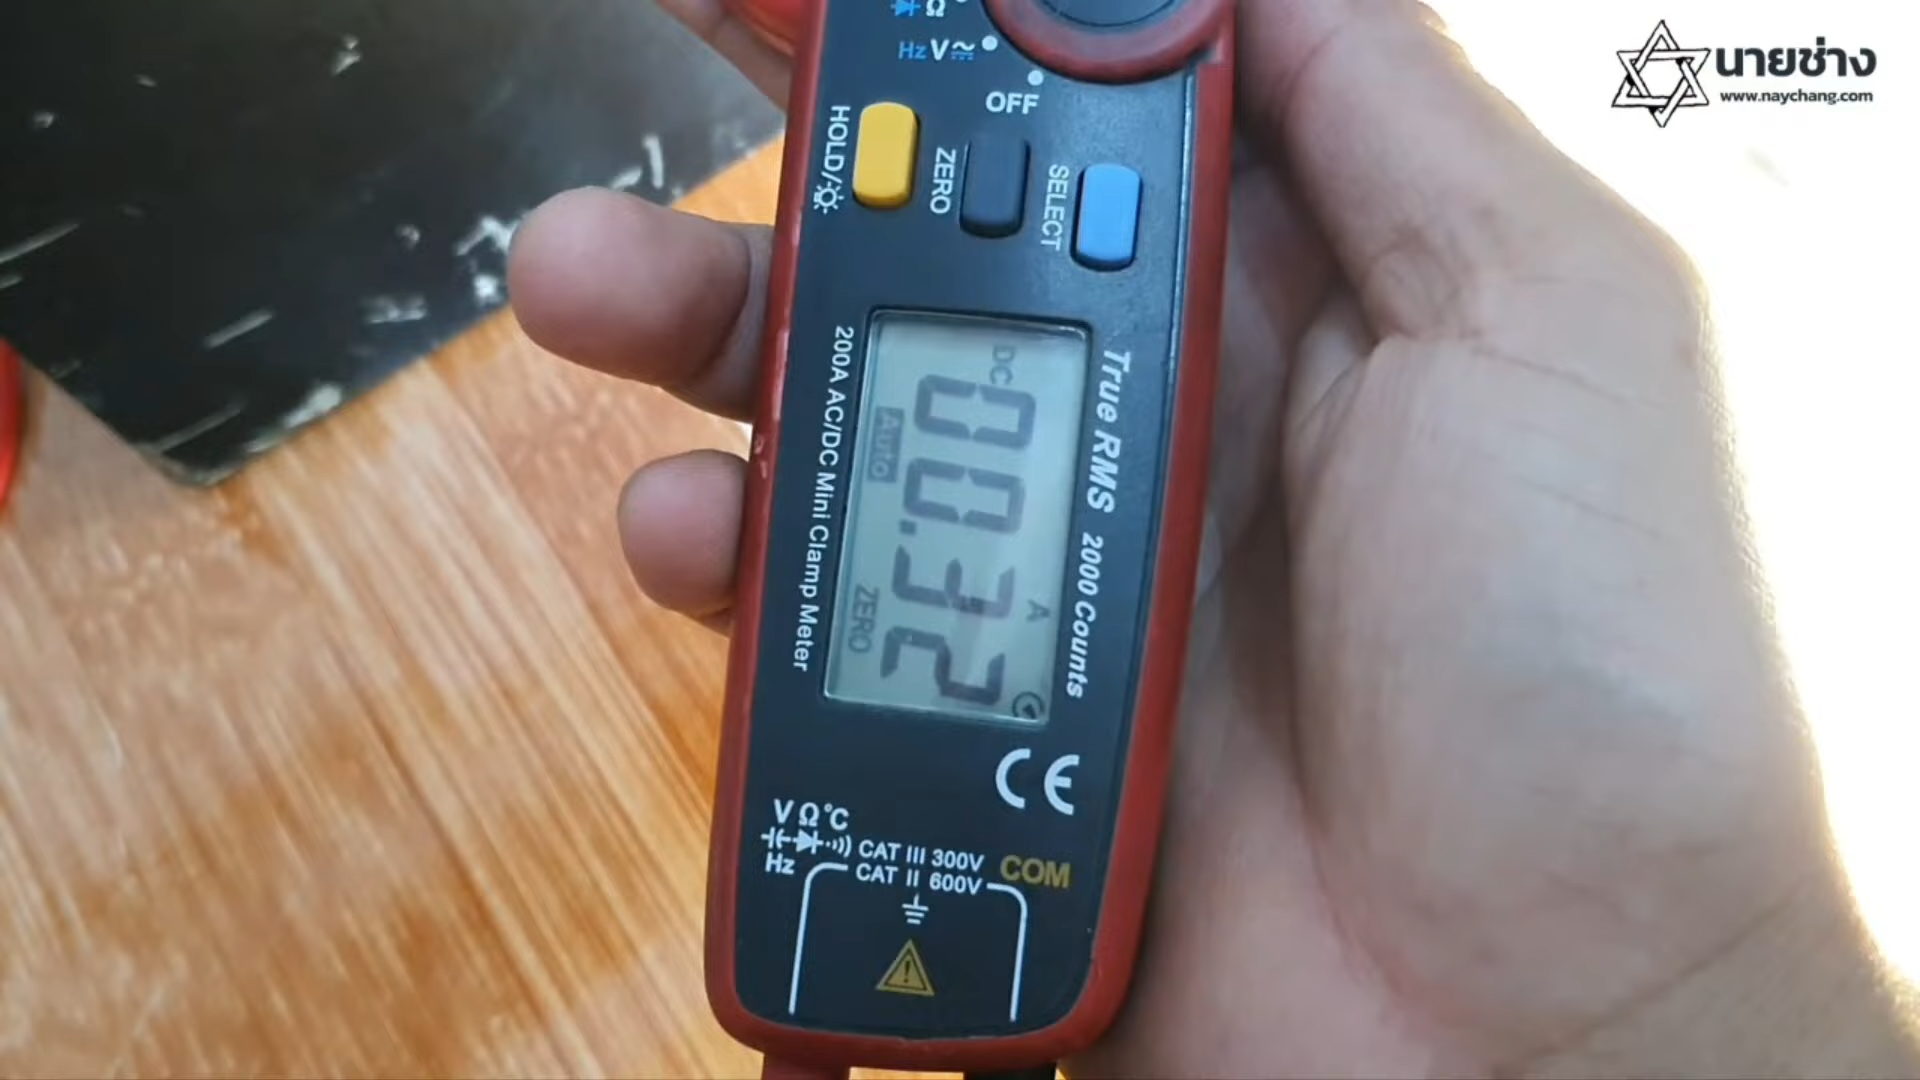 นายช่าง
www.naychang.com
Ω
Hz V
OFF
HOLD/
ZERO
SELECT
DC
A
00.32
Auto
ZERO
True RMS 2000 Counts
200A AC/DC Mini Clamp Meter
CE
V Ω °C
Hz
CAT III 300V
CAT II 600V
COM